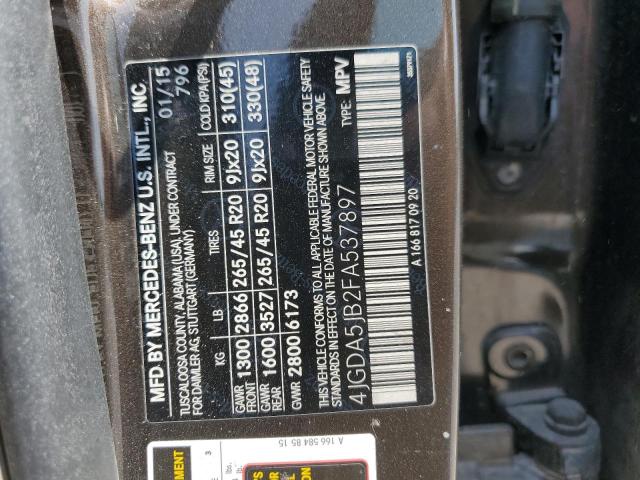 MFD BY MERCEDES-BENZ U.S. INTL., INC.
TUSCALOOSA COUNTY, ALABAMA (USA), UNDER CONTRACT 01/15
FOR DAIMLER AG, STUTTGART (GERMANY) 796
KG LB TIRES RIM SIZE COLD KPA (PSI)
GAWR FRONT 1300 2866 265/45 R20 9Jx20 310(45)
GAWR REAR 1600 3527 265/45 R20 9Jx20 330(48)
GVWR 2800 6173
THIS VEHICLE CONFORMS TO ALL APPLICABLE FEDERAL MOTOR VEHICLE SAFETY
STANDARDS IN EFFECT ON THE DATE OF MANUFACTURE SHOWN ABOVE.
4JGDA5JB2FA537897 TYPE: MPV
A 166 817 09 20
A 166 584 85 15
3
lbs.